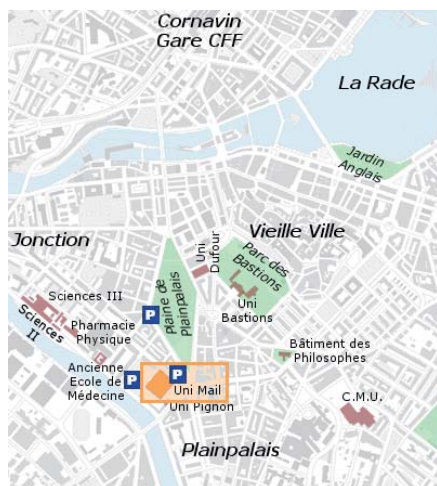 Cornavin
Gare CFF
La Rade
Jardin
Anglais
Jonction
Vieille Ville
Uni
Dufour
Parc des
Bastions
Plaine de
Plainpalais
Uni
Bastions
Sciences III
Sciences
II
P
Pharmacie
Physique
Bâtiment des
Philosophes
Ancienne
Ecole de
Médecine
P
P
Uni Mail
Uni Pignon
C.M.U.
Plainpalais